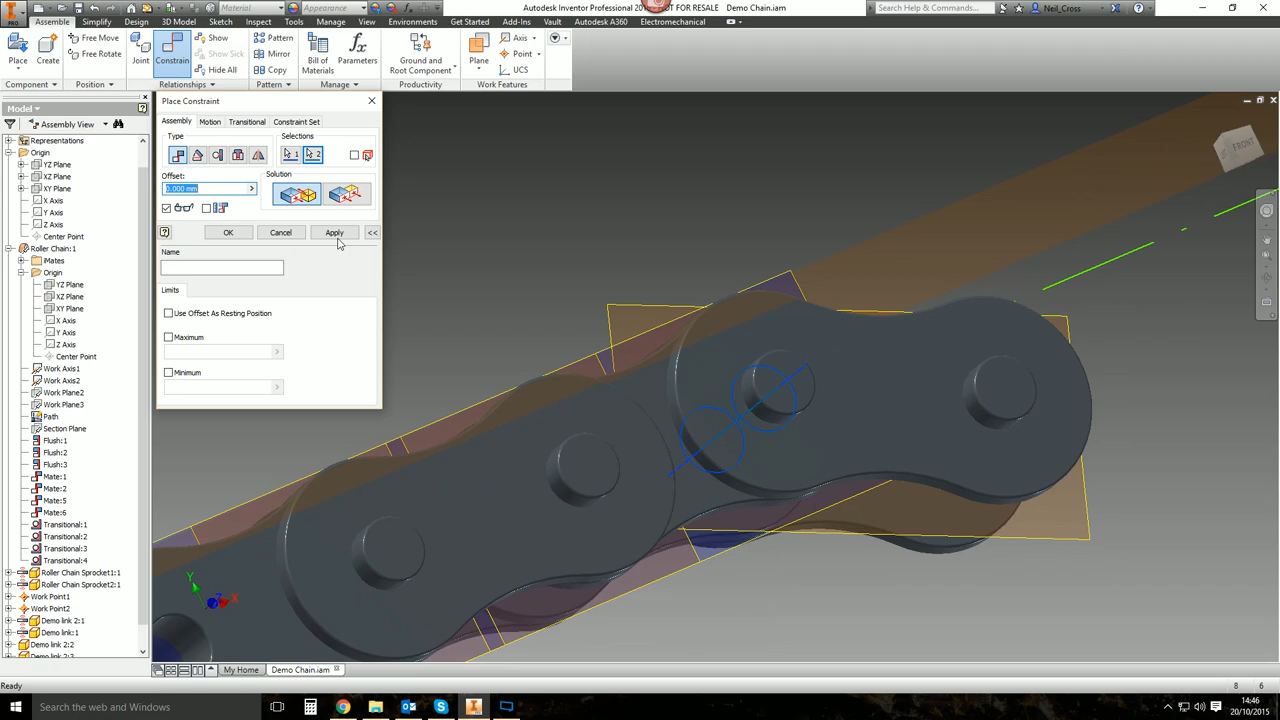 PRO
Material
Appearance
Autodesk Inventor Professional 20
T FOR RESALE
Demo Chain.iam
Search Help & Commands...
Neil_Cross
Assemble
Simplify
Design
3D Model
Sketch
Inspect
Tools
Manage
View
Environments
Get Started
Add-Ins
Vault
Autodesk A360
Electromechanical
Place
Create
Free Move
Free Rotate
Joint
Constrain
Show
Show Sick
Hide All
Pattern
Mirror
Copy
Bill of
Materials
Parameters
Ground and
Root Component
Plane
Axis
Point
UCS
Component
Position
Relationships
Pattern
Manage
Productivity
Work Features
Model
Assembly View
Representations
Origin
YZ Plane
XZ Plane
XY Plane
X Axis
Y Axis
Z Axis
Center Point
Roller Chain:1
iMates
Origin
YZ Plane
XZ Plane
XY Plane
X Axis
Y Axis
Z Axis
Center Point
Work Axis1
Work Axis2
Work Plane2
Work Plane3
Path
Section Plane
Flush:1
Flush:2
Flush:3
Mate:1
Mate:2
Mate:5
Mate:6
Transitional:1
Transitional:2
Transitional:3
Transitional:4
Roller Chain Sprocket1:1
Roller Chain Sprocket2:1
Work Point1
Work Point2
Demo link 2:1
Demo link:1
Demo link 2:2
Place Constraint
Assembly
Motion
Transitional
Constraint Set
Type
Selections
1
2
Offset:
0.000 mm
Solution
OK
Cancel
Apply
<<
Name
Limits
Use Offset As Resting Position
Maximum
Minimum
FRONT
Y
Z
X
My Home
Demo Chain.iam
Ready
8
6
Search the web and Windows
14:46
20/10/2015